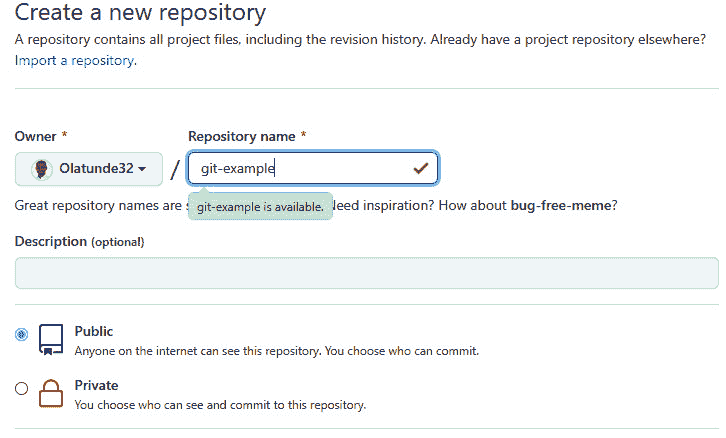 Create a new repository
A repository contains all project files, including the revision history. Already have a project repository elsewhere?
Import a repository.
Owner * Repository name *
Olatunde32 / git-example
Great repository names are git-example is available. Need inspiration? How about bug-free-meme?
Description (optional)
Public
Anyone on the internet can see this repository. You choose who can commit.
Private
You choose who can see and commit to this repository.